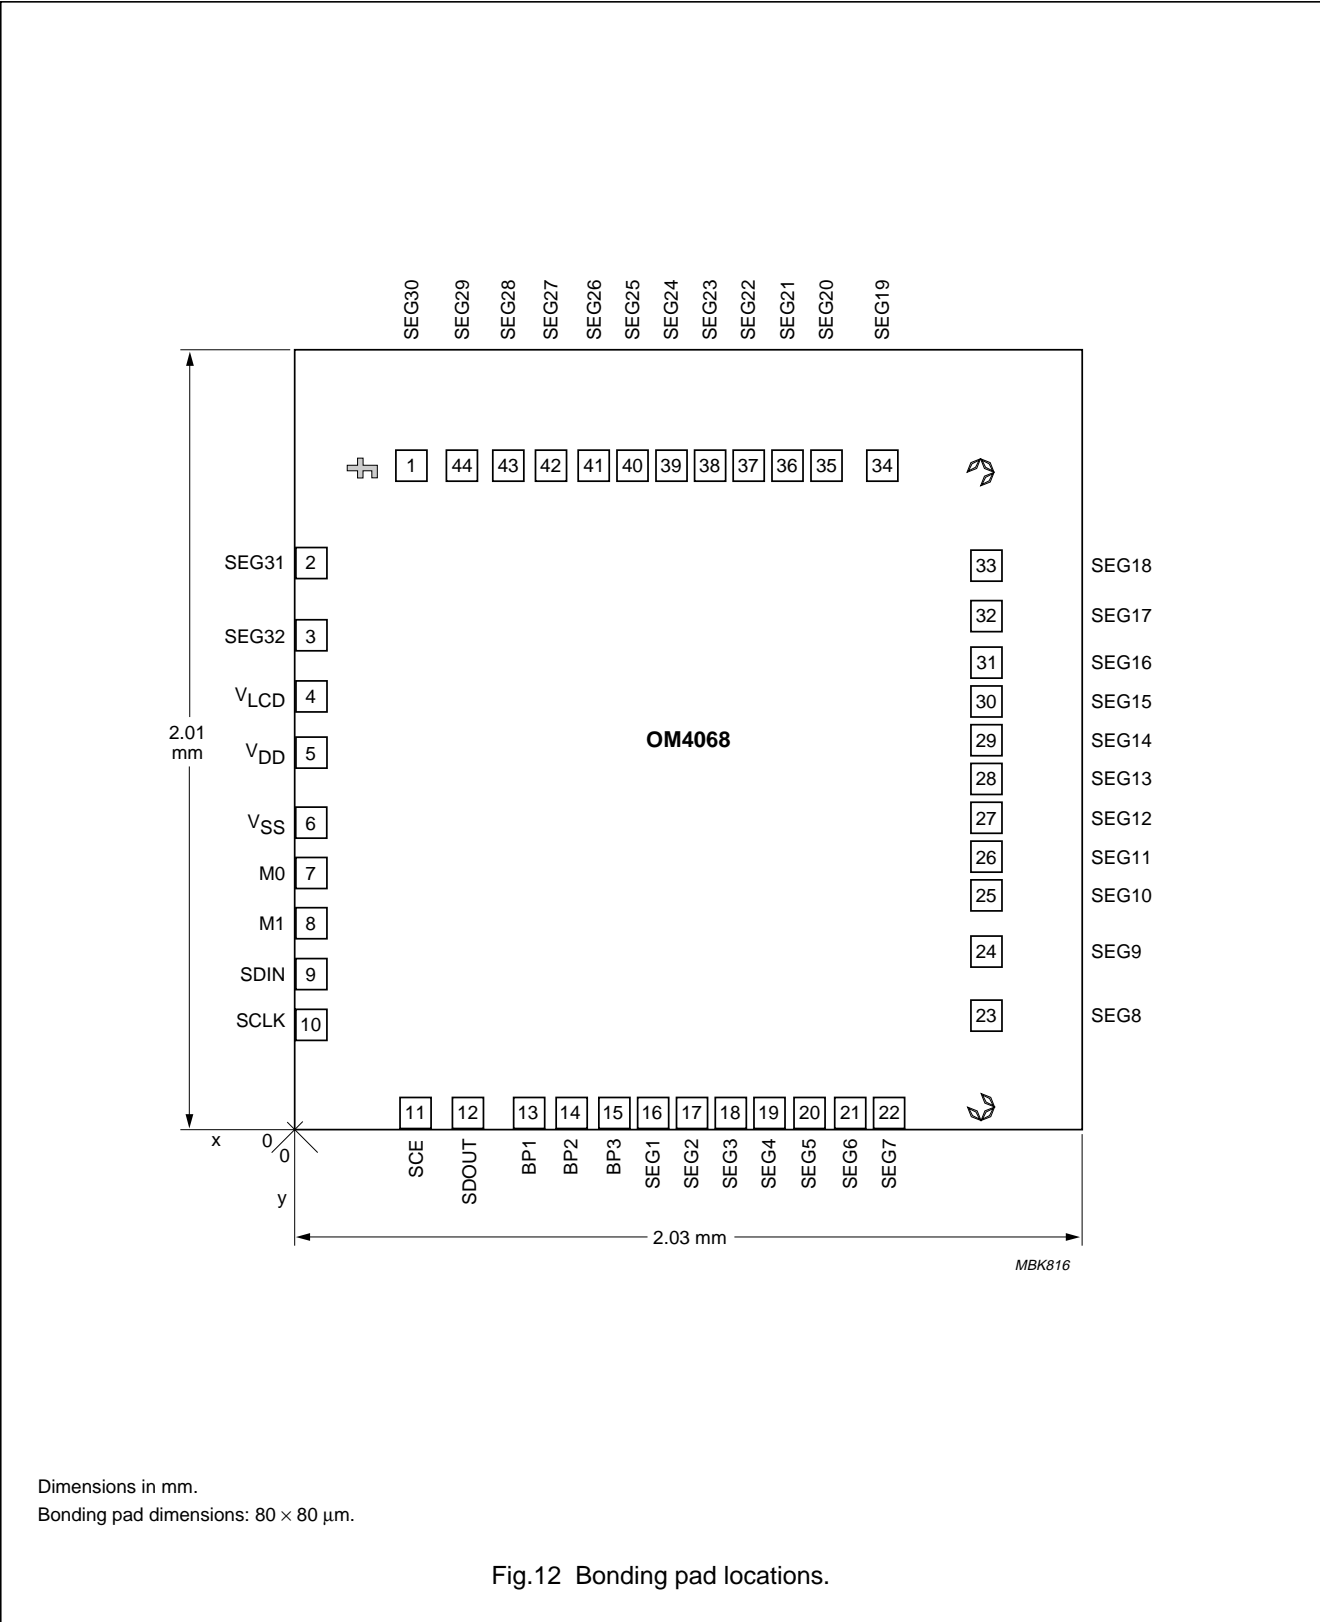 SEG30 SEG29 SEG28 SEG27 SEG26 SEG25 SEG24 SEG23 SEG22 SEG21 SEG20 SEG19
1 44 43 42 41 40 39 38 37 36 35 34
SEG31 2
33 SEG18
32 SEG17
SEG32 3
31 SEG16
VLCD 4
30 SEG15
2.01
mm
OM4068
29 SEG14
VDD 5
28 SEG13
VSS 6
27 SEG12
26 SEG11
M0 7
25 SEG10
M1 8
24 SEG9
SDIN 9
23 SEG8
SCLK 10
11 12 13 14 15 16 17 18 19 20 21 22
x 0
0
y
SCE SDOUT BP1 BP2 BP3 SEG1 SEG2 SEG3 SEG4 SEG5 SEG6 SEG7
2.03 mm
MBK816
Dimensions in mm.
Bonding pad dimensions: 80 × 80 μm.
Fig.12 Bonding pad locations.